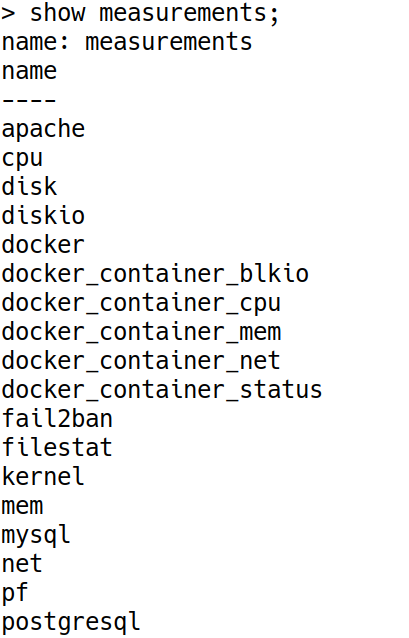 > show measurements;
name: measurements
name
----
apache
cpu
disk
diskio
docker
docker_container_blkio
docker_container_cpu
docker_container_mem
docker_container_net
docker_container_status
fail2ban
filestat
kernel
mem
mysql
net
pf
postgresql